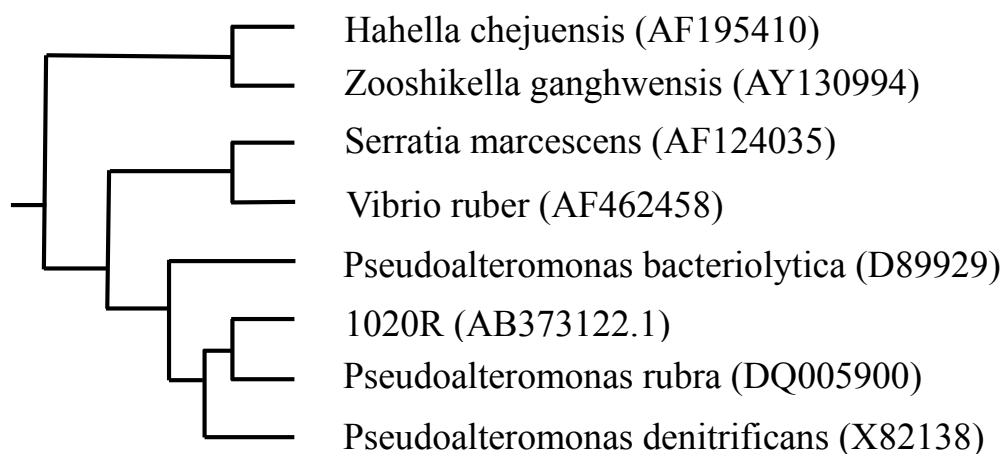 Hahella chejuensis (AF195410)
Zooshikella ganghwensis (AY130994)
Serratia marcescens (AF124035)
Vibrio ruber (AF462458)
Pseudoalteromonas bacteriolytica (D89929)
1020R (AB373122.1)
Pseudoalteromonas rubra (DQ005900)
Pseudoalteromonas denitrificans (X82138)